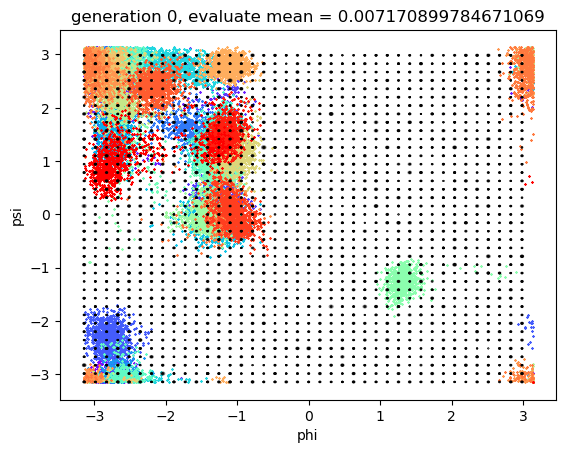 generation 0, evaluate mean = 0.007170899784671069
3
2
1
0
−1
−2
−3
psi
−3 −2 −1 0 1 2 3
phi